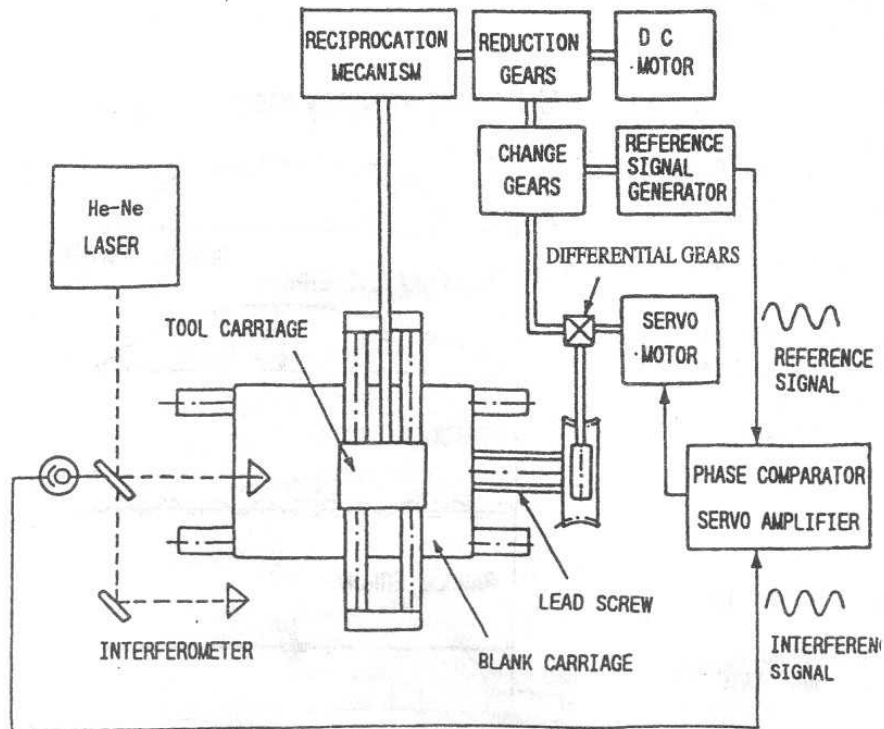 RECIPROCATION
MECANISM
REDUCTION
GEARS
D C
MOTOR
CHANGE
GEARS
REFERENCE
SIGNAL
GENERATOR
He-Ne
LASER
DIFFERENTIAL GEARS
TOOL CARRIAGE
SERVO
MOTOR
REFERENCE
SIGNAL
PHASE COMPARATOR
SERVO AMPLIFIER
LEAD SCREW
INTERFEROMETER
BLANK CARRIAGE
INTERFEREN
SIGNAL